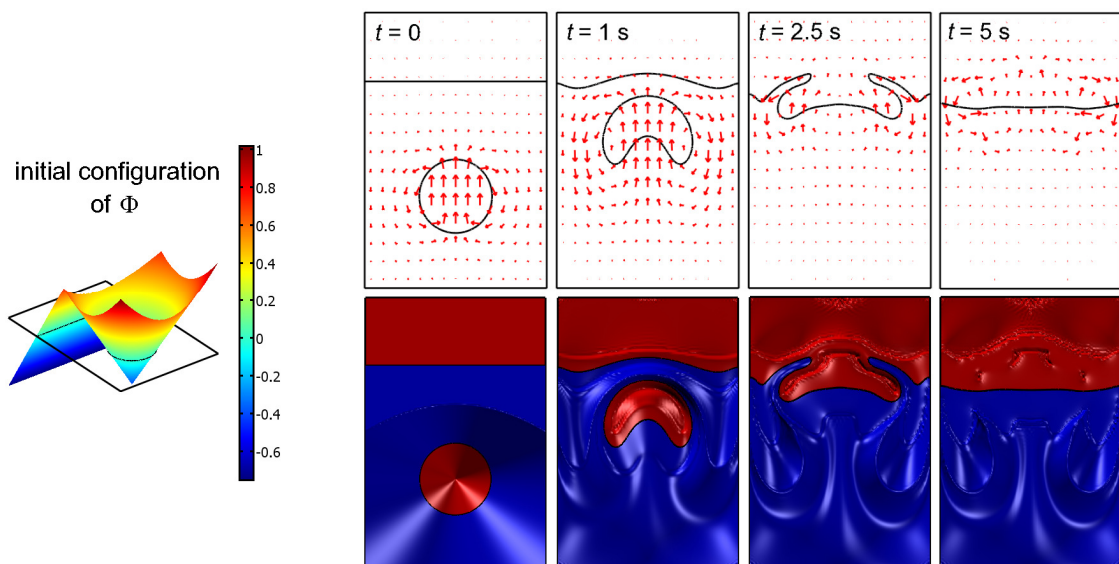 initial configuration
of Φ
1
0.8
0.6
0.4
0.2
0
-0.2
-0.4
-0.6
t = 0
t = 1 s
t = 2.5 s
t = 5 s